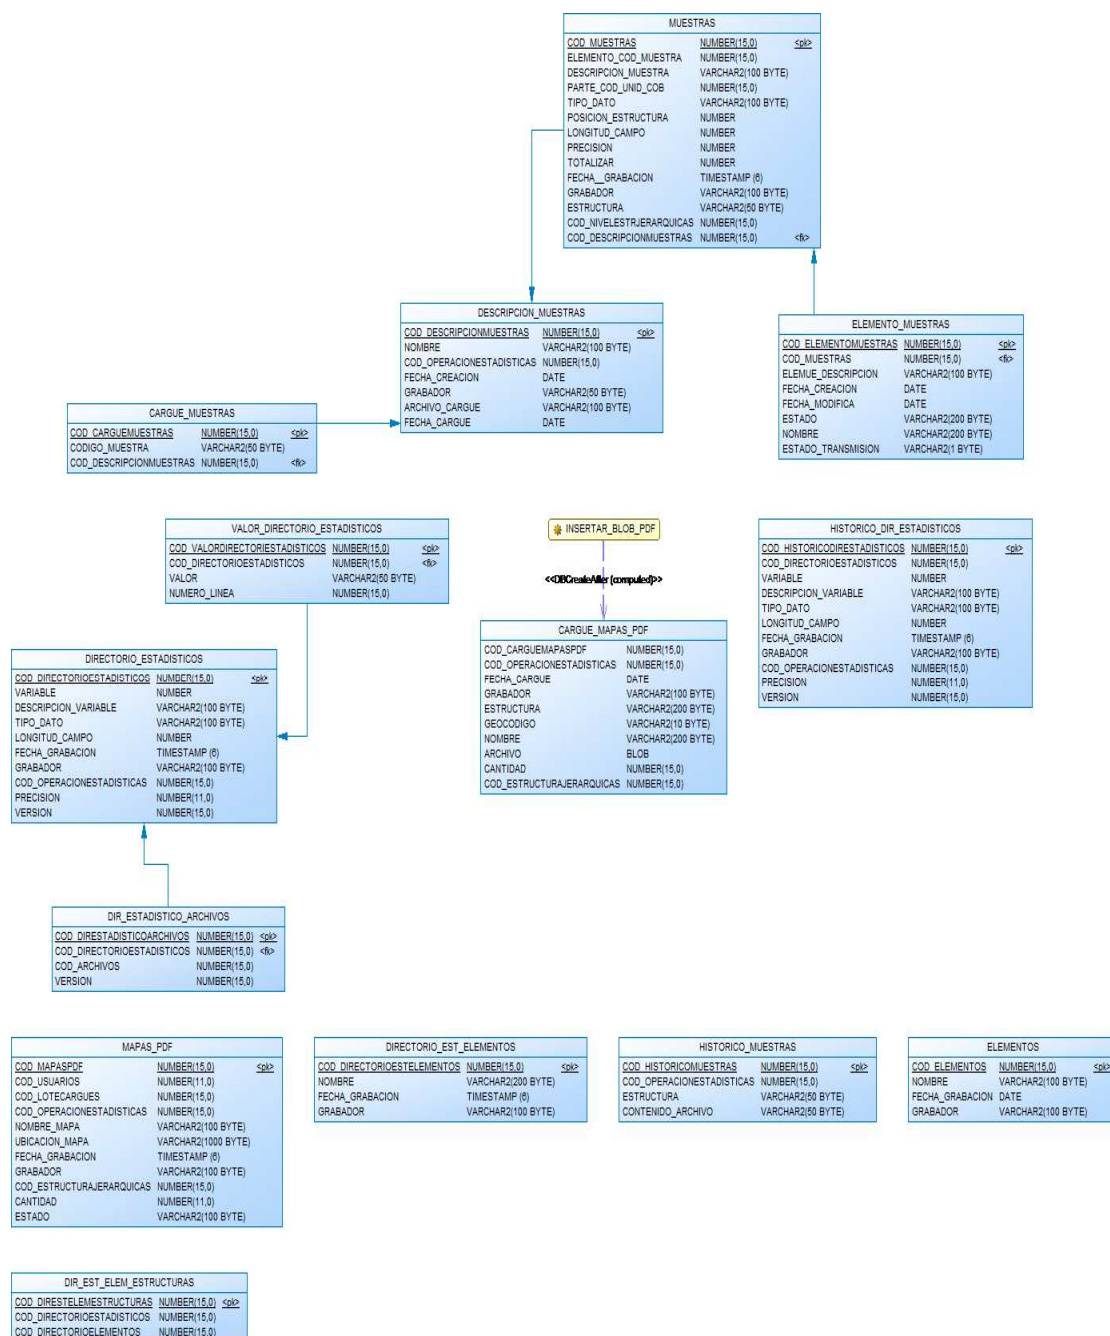 MUESTRAS
COD_MUESTRAS NUMBER(15,0) <pk>
ELEMENTO_COD_MUESTRA NUMBER(15,0)
DESCRIPCION_MUESTRA VARCHAR2(100 BYTE)
PARTE_COD_UNID_COB NUMBER(15,0)
TIPO_DATO VARCHAR2(100 BYTE)
POSICION_ESTRUCTURA NUMBER
LONGITUD_CAMPO NUMBER
PRECISION NUMBER
TOTALIZAR NUMBER
FECHA__GRABACION TIMESTAMP (6)
GRABADOR VARCHAR2(100 BYTE)
ESTRUCTURA VARCHAR2(50 BYTE)
COD_NIVELESTRJERARQUICAS NUMBER(15,0)
COD_DESCRIPCIONMUESTRAS NUMBER(15,0) <fk>
DESCRIPCION_MUESTRAS
COD_DESCRIPCIONMUESTRAS NUMBER(15,0) <pk>
NOMBRE VARCHAR2(100 BYTE)
COD_OPERACIONESTADISTICAS NUMBER(15,0)
FECHA_CREACION DATE
GRABADOR VARCHAR2(50 BYTE)
ARCHIVO_CARGUE VARCHAR2(100 BYTE)
FECHA_CARGUE DATE
ELEMENTO_MUESTRAS
COD_ELEMENTOMUESTRAS NUMBER(15,0) <pk>
COD_MUESTRAS NUMBER(15,0) <fk>
ELEMUE_DESCRIPCION VARCHAR2(100 BYTE)
FECHA_CREACION DATE
FECHA_MODIFICA DATE
ESTADO VARCHAR2(200 BYTE)
NOMBRE VARCHAR2(200 BYTE)
ESTADO_TRANSMISION VARCHAR2(1 BYTE)
CARGUE_MUESTRAS
COD_CARGUEMUESTRAS NUMBER(15,0) <pk>
CODIGO_MUESTRA VARCHAR2(50 BYTE)
COD_DESCRIPCIONMUESTRAS NUMBER(15,0) <fk>
VALOR_DIRECTORIO_ESTADISTICOS
COD_VALORDIRECTORIESTADISTICOS NUMBER(15,0) <pk>
COD_DIRECTORIOESTADISTICOS NUMBER(15,0) <fk>
VALOR VARCHAR2(50 BYTE)
NUMERO_LINEA NUMBER(15,0)
INSERTAR_BLOB_PDF
<<DBCreateAfter (computed)>>
CARGUE_MAPAS_PDF
COD_CARGUEMAPASPDF NUMBER(15,0)
COD_OPERACIONESTADISTICAS NUMBER(15,0)
FECHA_CARGUE DATE
GRABADOR VARCHAR2(100 BYTE)
ESTRUCTURA VARCHAR2(200 BYTE)
GEOCODIGO VARCHAR2(10 BYTE)
NOMBRE VARCHAR2(200 BYTE)
ARCHIVO BLOB
CANTIDAD NUMBER(15,0)
COD_ESTRUCTURAJERARQUICAS NUMBER(15,0)
HISTORICO_DIR_ESTADISTICOS
COD_HISTORICODIRESTADISTICOS NUMBER(15,0) <pk>
COD_DIRECTORIOESTADISTICOS NUMBER(15,0)
VARIABLE NUMBER
DESCRIPCION_VARIABLE VARCHAR2(100 BYTE)
TIPO_DATO VARCHAR2(100 BYTE)
LONGITUD_CAMPO NUMBER
FECHA_GRABACION TIMESTAMP (6)
GRABADOR VARCHAR2(100 BYTE)
COD_OPERACIONESTADISTICAS NUMBER(15,0)
PRECISION NUMBER(11,0)
VERSION NUMBER(15,0)
DIRECTORIO_ESTADISTICOS
COD_DIRECTORIOESTADISTICOS NUMBER(15,0) <pk>
VARIABLE NUMBER
DESCRIPCION_VARIABLE VARCHAR2(100 BYTE)
TIPO_DATO VARCHAR2(100 BYTE)
LONGITUD_CAMPO NUMBER
FECHA_GRABACION TIMESTAMP (6)
GRABADOR VARCHAR2(100 BYTE)
COD_OPERACIONESTADISTICAS NUMBER(15,0)
PRECISION NUMBER(11,0)
VERSION NUMBER(15,0)
DIR_ESTADISTICO_ARCHIVOS
COD_DIRESTADISTICOARCHIVOS NUMBER(15,0) <pk>
COD_DIRECTORIOESTADISTICOS NUMBER(15,0) <fk>
COD_ARCHIVOS NUMBER(15,0)
VERSION NUMBER(15,0)
MAPAS_PDF
COD_MAPASPDF NUMBER(15,0) <pk>
COD_USUARIOS NUMBER(11,0)
COD_LOTECARGUES NUMBER(15,0)
COD_OPERACIONESTADISTICAS NUMBER(15,0)
NOMBRE_MAPA VARCHAR2(100 BYTE)
UBICACION_MAPA VARCHAR2(1000 BYTE)
FECHA_GRABACION TIMESTAMP (6)
GRABADOR VARCHAR2(100 BYTE)
COD_ESTRUCTURAJERARQUICAS NUMBER(15,0)
CANTIDAD NUMBER(11,0)
ESTADO VARCHAR2(100 BYTE)
DIRECTORIO_EST_ELEMENTOS
COD_DIRECTORIOESTELEMENTOS NUMBER(15,0) <pk>
NOMBRE VARCHAR2(200 BYTE)
FECHA_GRABACION TIMESTAMP (6)
GRABADOR VARCHAR2(100 BYTE)
HISTORICO_MUESTRAS
COD_HISTORICOMUESTRAS NUMBER(15,0) <pk>
COD_OPERACIONESTADISTICAS NUMBER(15,0)
ESTRUCTURA VARCHAR2(50 BYTE)
CONTENIDO_ARCHIVO VARCHAR2(50 BYTE)
ELEMENTOS
COD_ELEMENTOS NUMBER(15,0) <pk>
NOMBRE VARCHAR2(100 BYTE)
FECHA_GRABACION DATE
GRABADOR VARCHAR2(100 BYTE)
DIR_EST_ELEM_ESTRUCTURAS
COD_DIRESTELEMESTRUCTURAS NUMBER(15,0) <pk>
COD_DIRECTORIOESTADISTICOS NUMBER(15,0)
COD_DIRECTORIOELEMENTOS NUMBER(15,0)